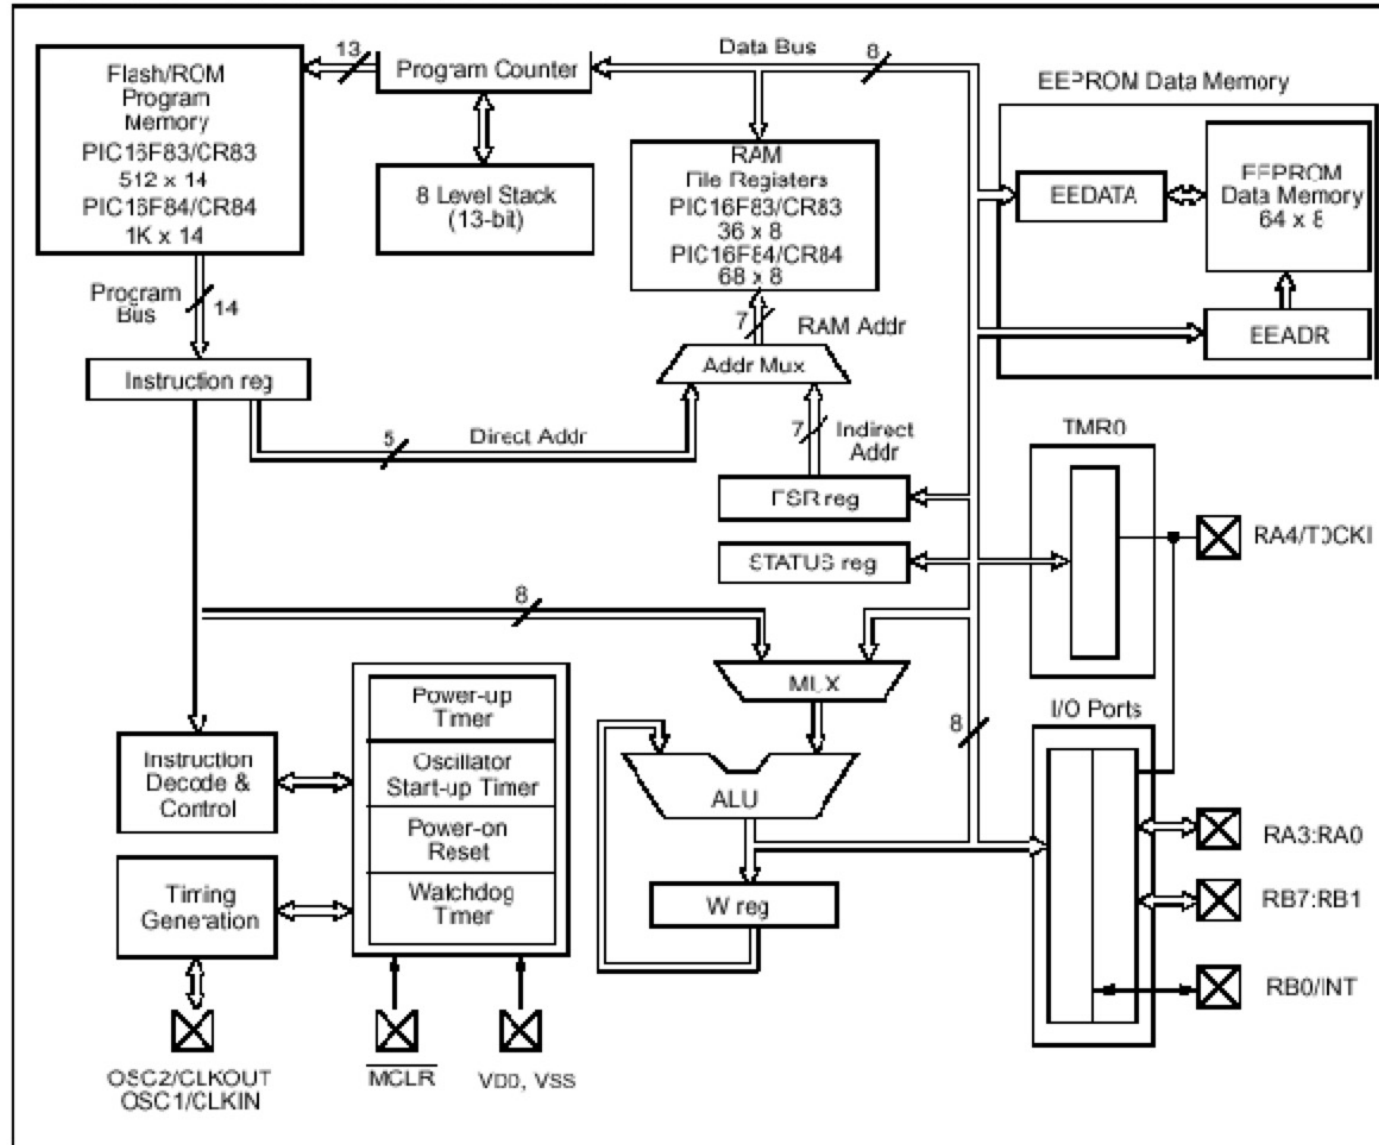 Flash/ROM
Program
Memory
PIC16F83/CR83
512 x 14
PIC16F84/CR84
1K x 14
13
Program Counter
Data Bus
8
EEPROM Data Memory
8 Level Stack
(13-bit)
RAM
File Registers
PIC16F83/CR83
36 x 8
PIC16F84/CR84
68 x 8
EEDATA
EEPROM
Data Memory
64 x 8
EEADR
Program
Bus
14
7
RAM Addr
Addr Mux
Instruction reg
5
Direct Addr
7
Indirect
Addr
TMR0
FSR reg
STATUS reg
RA4/T0CKI
8
MUX
Power-up
Timer
Oscillator
Start-up Timer
Power-on
Reset
Watchdog
Timer
Instruction
Decode &
Control
Timing
Generation
8
I/O Ports
ALU
W reg
RA3:RA0
RB7:RB1
RB0/INT
OSC2/CLKOUT
OSC1/CLKIN
MCLR
VDD, VSS